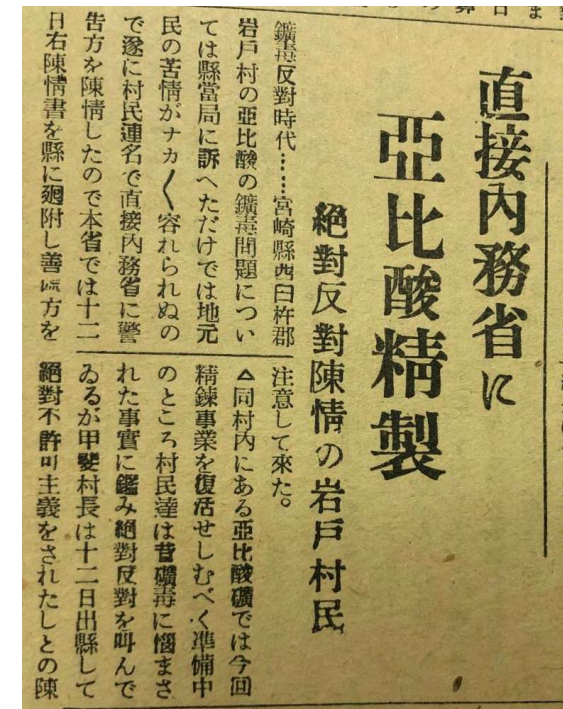 直接内務省に
亞比酸精製
絶對反對陳情の岩戸村民
鑛毒反對時代……宮崎縣西臼杵郡
岩戸村の亞比酸の鑛毒問題につい
ては縣當局に訴へただけでは地元
民の苦情がナカ〱容れられぬの
で遂に村民連名で直接内務省に警
告方を陳情したので本省では十二
日右陳情書を縣に廻附し善處方を
注意して來た。
△同村内にある亞比酸礦では今回
精錬事業を復活せしむべく準備中
のところ村民達は昔礦毒に惱まさ
れた事實に鑑み絶對反對を叫んで
ゐるが甲斐村長は十二日出縣して
絶對不許可主義をされたしとの陳